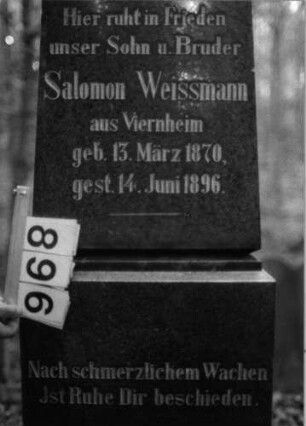 Hier ruht in Frieden
unser Sohn u. Bruder
Salomon Weissmann
aus Viernheim
geb. 13. März 1870,
gest. 14. Juni 1896.
896
Nach schmerzlichem Wachen
Ist Ruhe Dir beschieden.